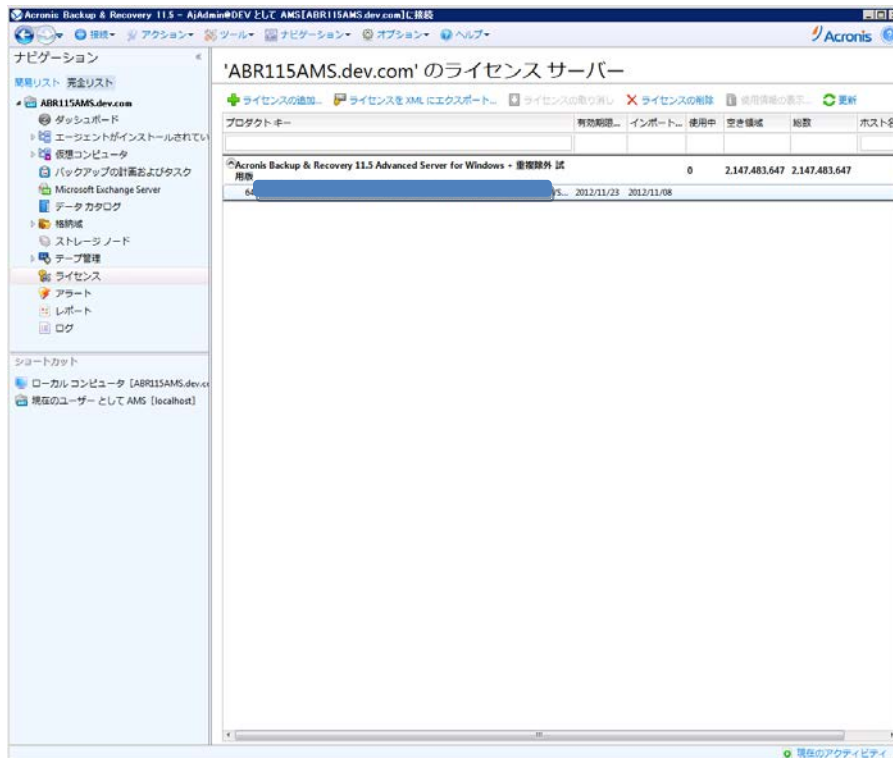 Acronis Backup & Recovery 11.5 - AjAdmin@DEV として AMS[ABR115AMS.dev.com]に接続
接続 アクション ツール ナビゲーション オプション ヘルプ Acronis
ナビゲーション
簡易リスト 完全リスト
ABR115AMS.dev.com
ダッシュボード
エージェントがインストールされてい
仮想コンピュータ
バックアップの計画およびタスク
Microsoft Exchange Server
データ カタログ
格納域
ストレージ ノード
テープ管理
ライセンス
アラート
レポート
ログ
ショートカット
ローカル コンピュータ [ABR115AMS.dev.co
現在のユーザー として AMS [localhost]
'ABR115AMS.dev.com' のライセンス サーバー
ライセンスの追加... ライセンスを XML にエクスポート... ライセンスの取り消し ライセンスの削除 使用情報の表示... 更新
プロダクト キー 有効期限... インポート... 使用中 空き領域 総数 ホスト名
Acronis Backup & Recovery 11.5 Advanced Server for Windows + 重複除外 試用版 0 2,147,483,647 2,147,483,647
64 VS... 2012/11/23 2012/11/08
現在のアクティビティ